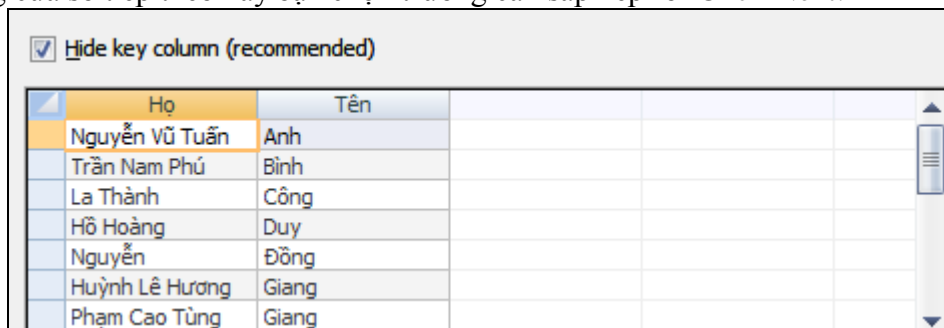 Hide key column (recommended)
Họ Tên
Nguyễn Vũ Tuấn Anh
Trần Nam Phú Bình
La Thành Công
Hồ Hoàng Duy
Nguyễn Đồng
Huỳnh Lê Hương Giang
Phạm Cao Tùng Giang